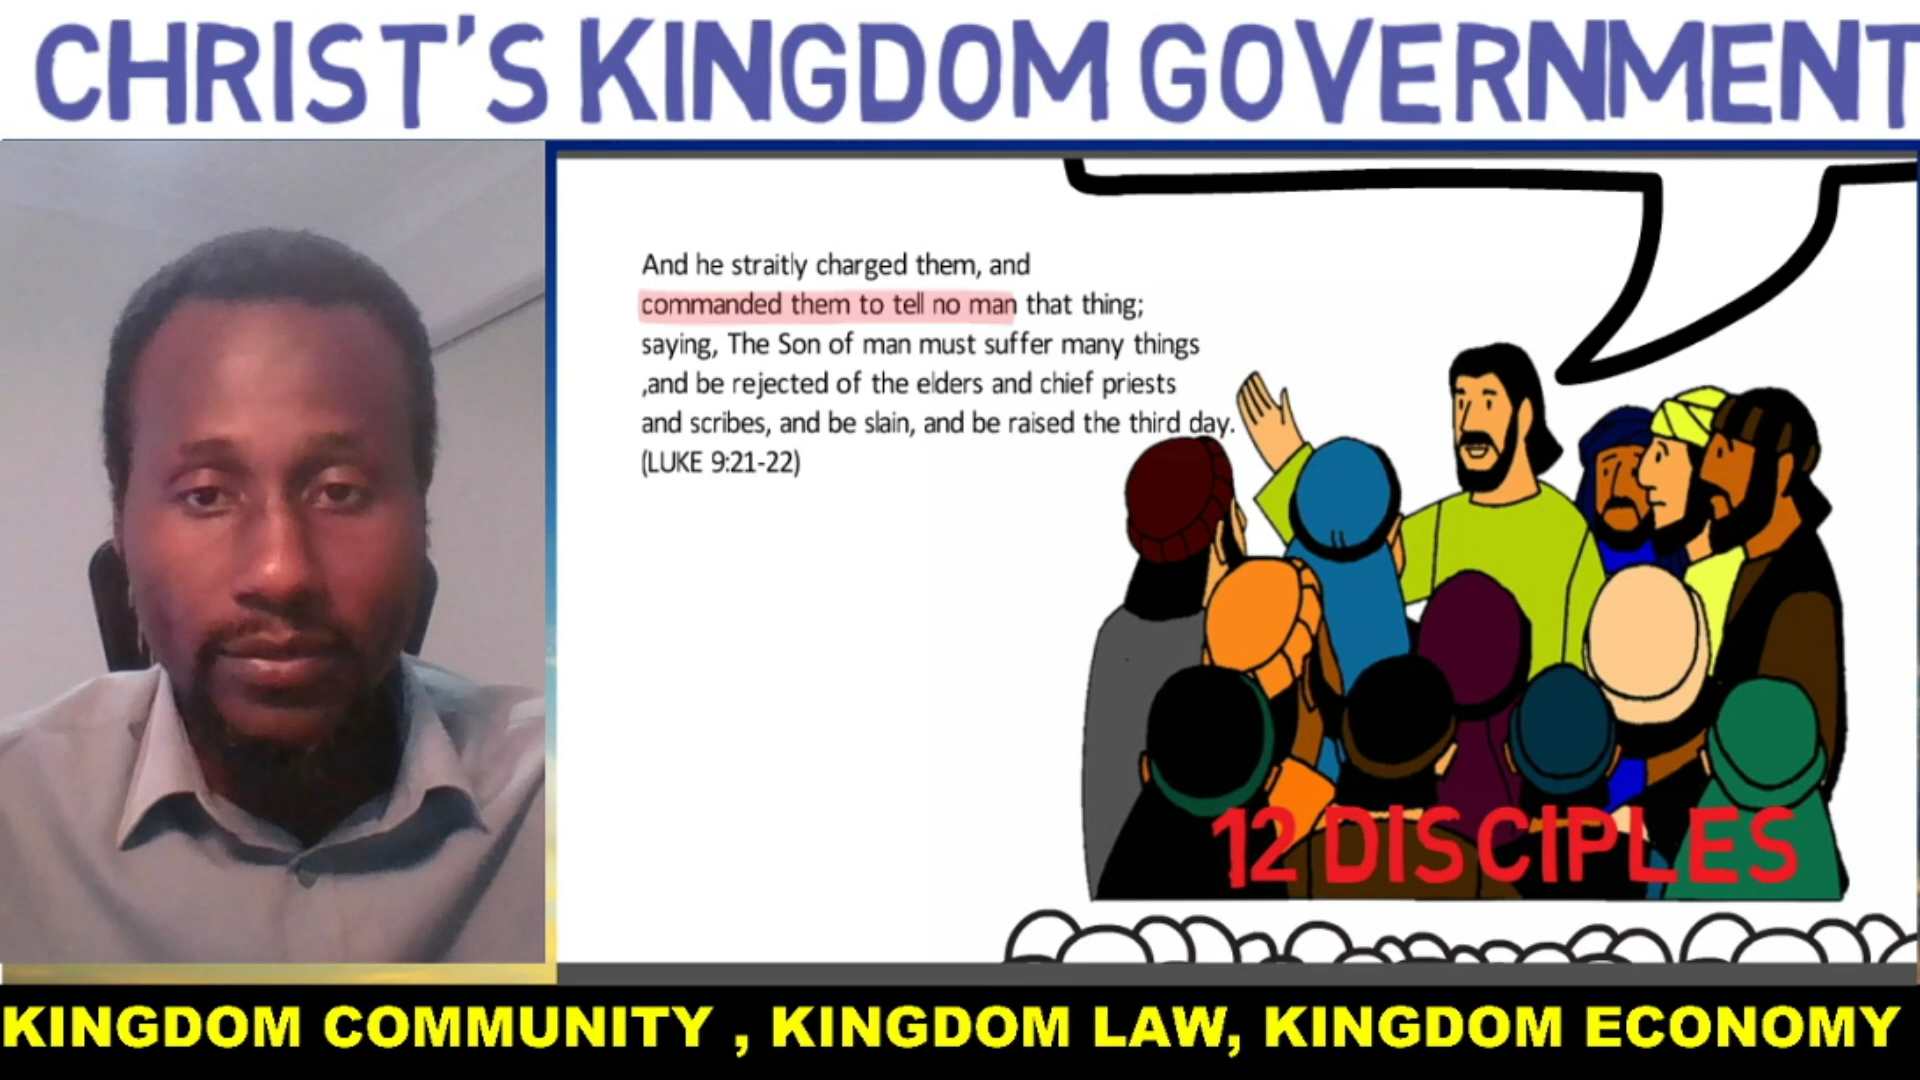 CHRIST'S KINGDOM GOVERNMENT
And he straitly charged them, and
commanded them to tell no man that thing;
saying, The Son of man must suffer many things
,and be rejected of the elders and chief priests
and scribes, and be slain, and be raised the third day.
(LUKE 9:21-22)
12 DISCIPLES
KINGDOM COMMUNITY , KINGDOM LAW, KINGDOM ECONOMY